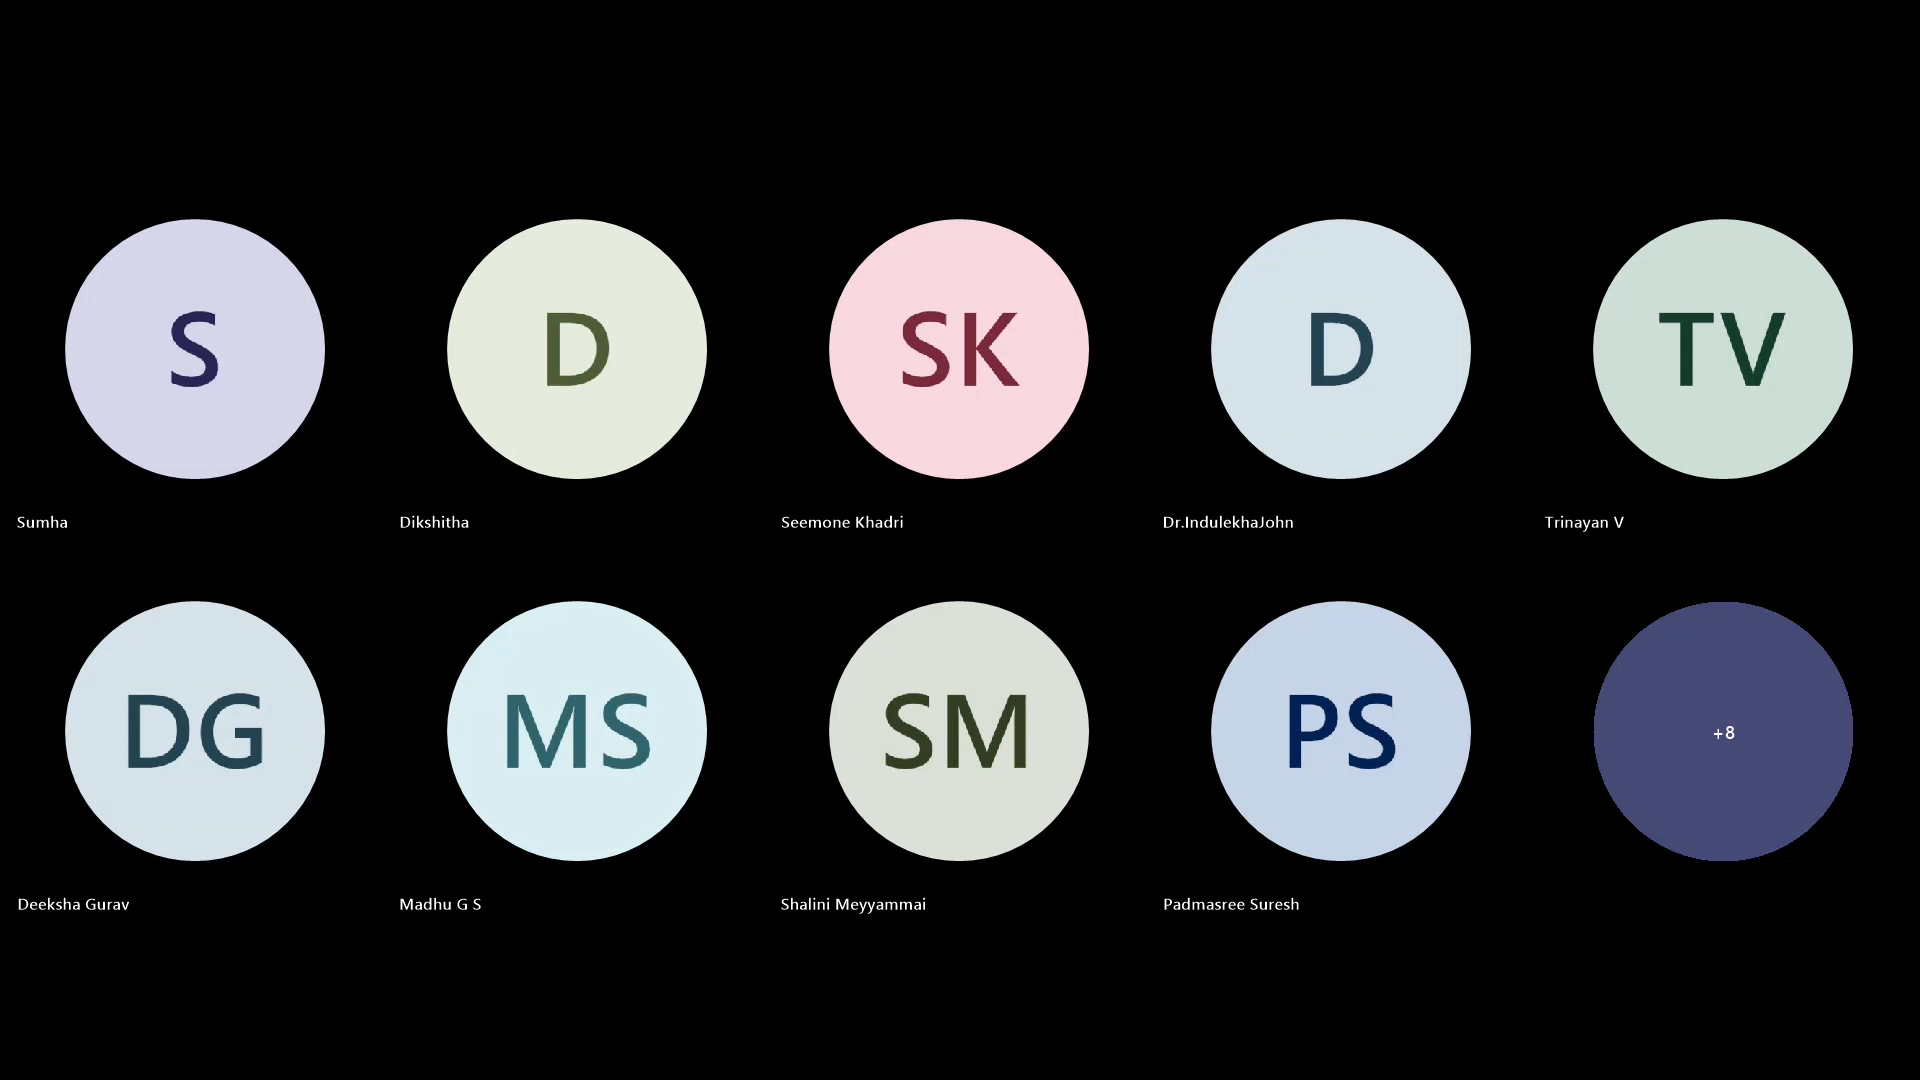 S
D
SK
D
TV
Sumha
Dikshitha
Seemone Khadri
Dr.IndulekhaJohn
Trinayan V
DG
MS
SM
PS
+8
Deeksha Gurav
Madhu G S
Shalini Meyyammai
Padmasree Suresh